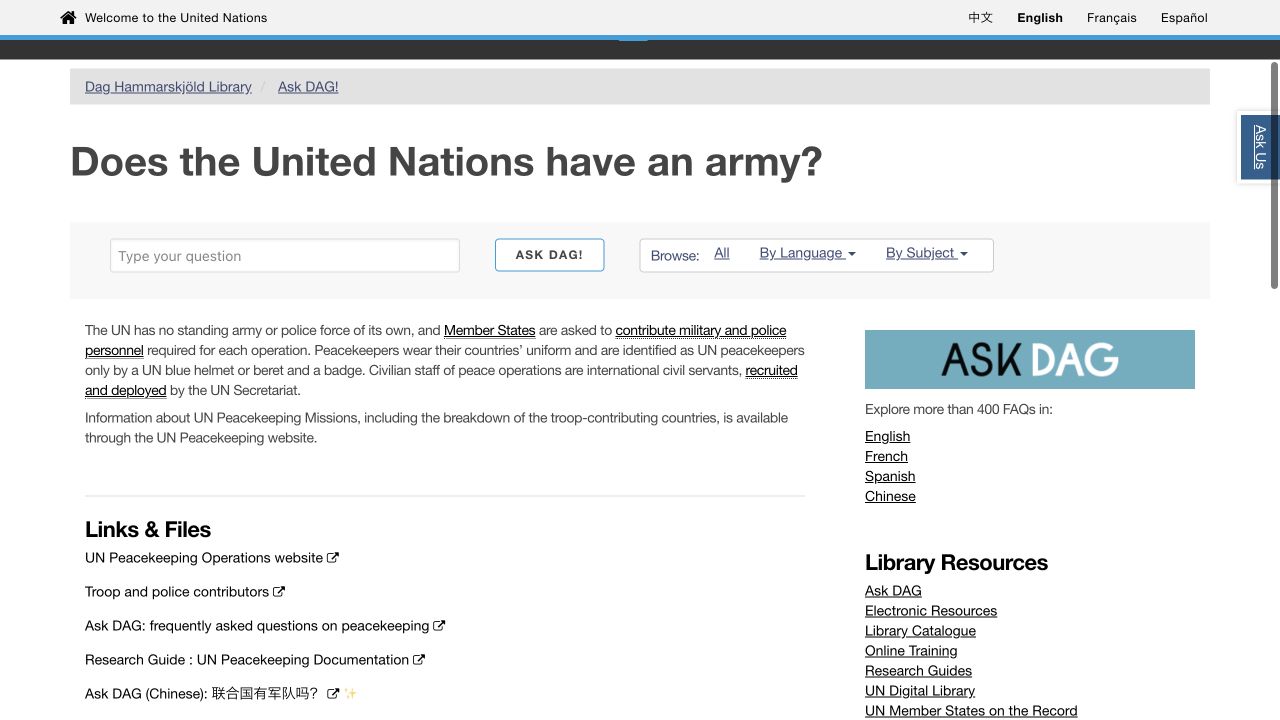 Welcome to the United Nations
中文 English Français Español
Dag Hammarskjöld Library / Ask DAG!
Ask Us
Does the United Nations have an army?
Type your question
ASK DAG!
Browse: All By Language By Subject
The UN has no standing army or police force of its own, and Member States are asked to contribute military and police
personnel required for each operation. Peacekeepers wear their countries’ uniform and are identified as UN peacekeepers
only by a UN blue helmet or beret and a badge. Civilian staff of peace operations are international civil servants, recruited
and deployed by the UN Secretariat.
Information about UN Peacekeeping Missions, including the breakdown of the troop-contributing countries, is available
through the UN Peacekeeping website.
Links & Files
UN Peacekeeping Operations website
Troop and police contributors
Ask DAG: frequently asked questions on peacekeeping
Research Guide : UN Peacekeeping Documentation
Ask DAG (Chinese): 联合国有军队吗？
ASK DAG
Explore more than 400 FAQs in:
English
French
Spanish
Chinese
Library Resources
Ask DAG
Electronic Resources
Library Catalogue
Online Training
Research Guides
UN Digital Library
UN Member States on the Record